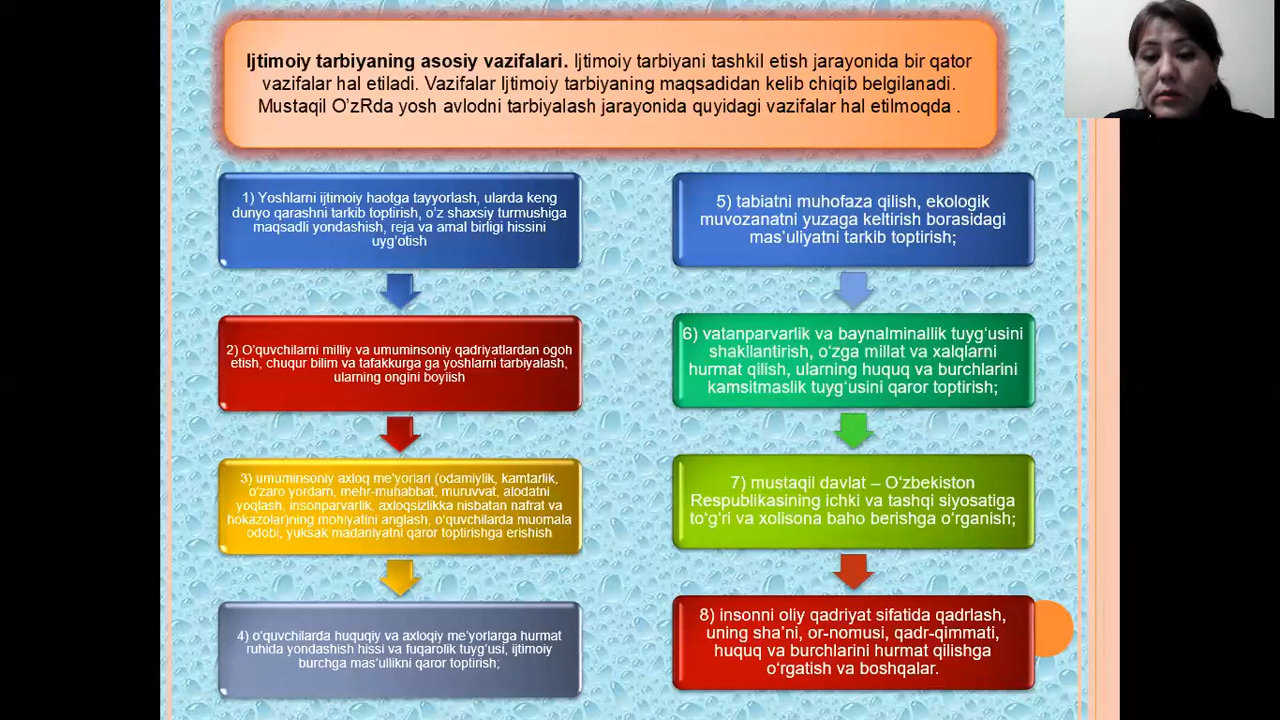 Ijtimoiy tarbiyaning asosiy vazifalari. Ijtimoiy tarbiyani tashkil etish jarayonida bir qator
vazifalar hal etiladi. Vazifalar Ijtimoiy tarbiyaning maqsadidan kelib chiqib belgilanadi.
Mustaqil O’zRda yosh avlodni tarbiyalash jarayonida quyidagi vazifalar hal etilmoqda .
1) Yoshlarni ijtimoiy haotga tayyorlash, ularda keng
dunyo qarashni tarkib toptirish, o’z shaxsiy turmushiga
maqsadli yondashish, reja va amal birligi hissini
uyg’otish
2) O’quvchilarni milliy va umuminsoniy qadriyatlardan ogoh
etish, chuqur bilim va tafakkurga ga yoshlarni tarbiyalash,
ularning ongini boyiish
3) umuminsoniy axloq me’yorlari (odamiylik, kamtarlik,
o‘zaro yordam, mehr-muhabbat, muruvvat, alodatni
yoqlash, insonparvarlik, axloqsizlikka nisbatan nafrat va
hokazolar)ning mohiyatini anglash, o‘quvchilarda muomala
odobi, yuksak madaniyatni qaror toptirishga erishish
4) o‘quvchilarda huquqiy va axloqiy me’yorlarga hurmat
ruhida yondashish hissi va fuqarolik tuyg‘usi, ijtimoiy
burchga mas’ullikni qaror toptirish;
5) tabiatni muhofaza qilish, ekologik
muvozanatni yuzaga keltirish borasidagi
mas’uliyatni tarkib toptirish;
6) vatanparvarlik va baynalminallik tuyg‘usini
shakllantirish, o‘zga millat va xalqlarni
hurmat qilish, ularning huquq va burchlarini
kamsitmaslik tuyg‘usini qaror toptirish;
7) mustaqil davlat – O‘zbekiston
Respublikasining ichki va tashqi siyosatiga
to‘g‘ri va xolisona baho berishga o‘rganish;
8) insonni oliy qadriyat sifatida qadrlash,
uning sha’ni, or-nomusi, qadr-qimmati,
huquq va burchlarini hurmat qilishga
o‘rgatish va boshqalar.